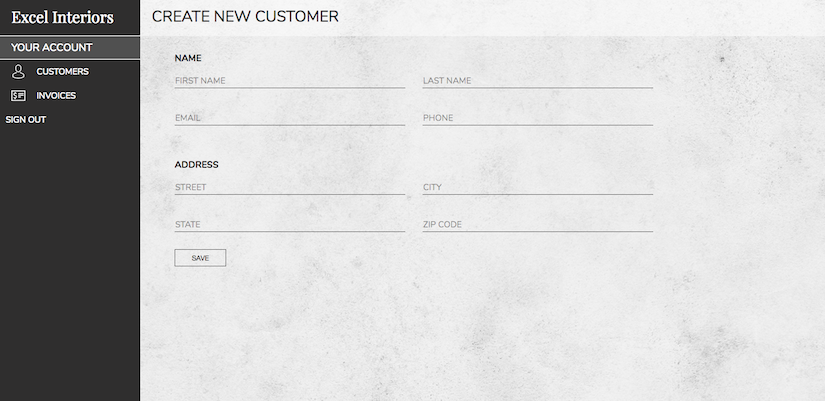 Excel Interiors
YOUR ACCOUNT
CUSTOMERS
INVOICES
SIGN OUT
CREATE NEW CUSTOMER
NAME
FIRST NAME LAST NAME
EMAIL PHONE
ADDRESS
STREET CITY
STATE ZIP CODE
SAVE